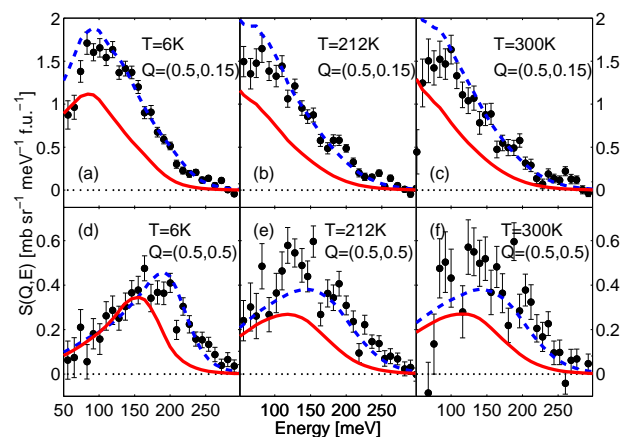 S(Q,E) [mb sr⁻¹ meV⁻¹ f.u.⁻¹]
2 1.5 1 0.5 0
T=6K
Q=(0.5,0.15)
(a)
T=212K
Q=(0.5,0.15)
(b)
T=300K
Q=(0.5,0.15)
(c)
2 1.5 1 0.5 0
0.6 0.4 0.2 0
(d)
T=6K
Q=(0.5,0.5)
(e)
T=212K
Q=(0.5,0.5)
(f)
T=300K
Q=(0.5,0.5)
0.6 0.4 0.2 0
50 100 150 200 250 100 150 200 250 100 150 200 250
Energy [meV]